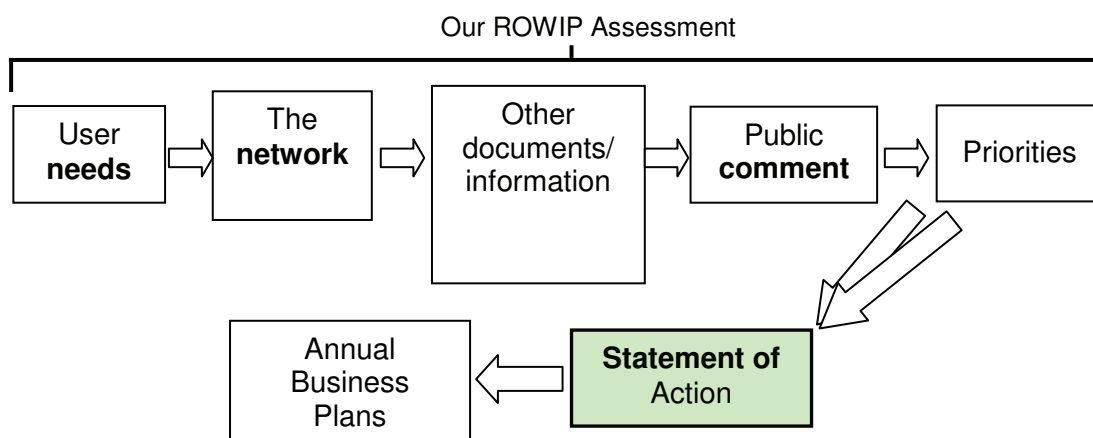 Our ROWIP Assessment
User
needs
The
network
Other
documents/
information
Public
comment
Priorities
Statement of
Action
Annual
Business
Plans